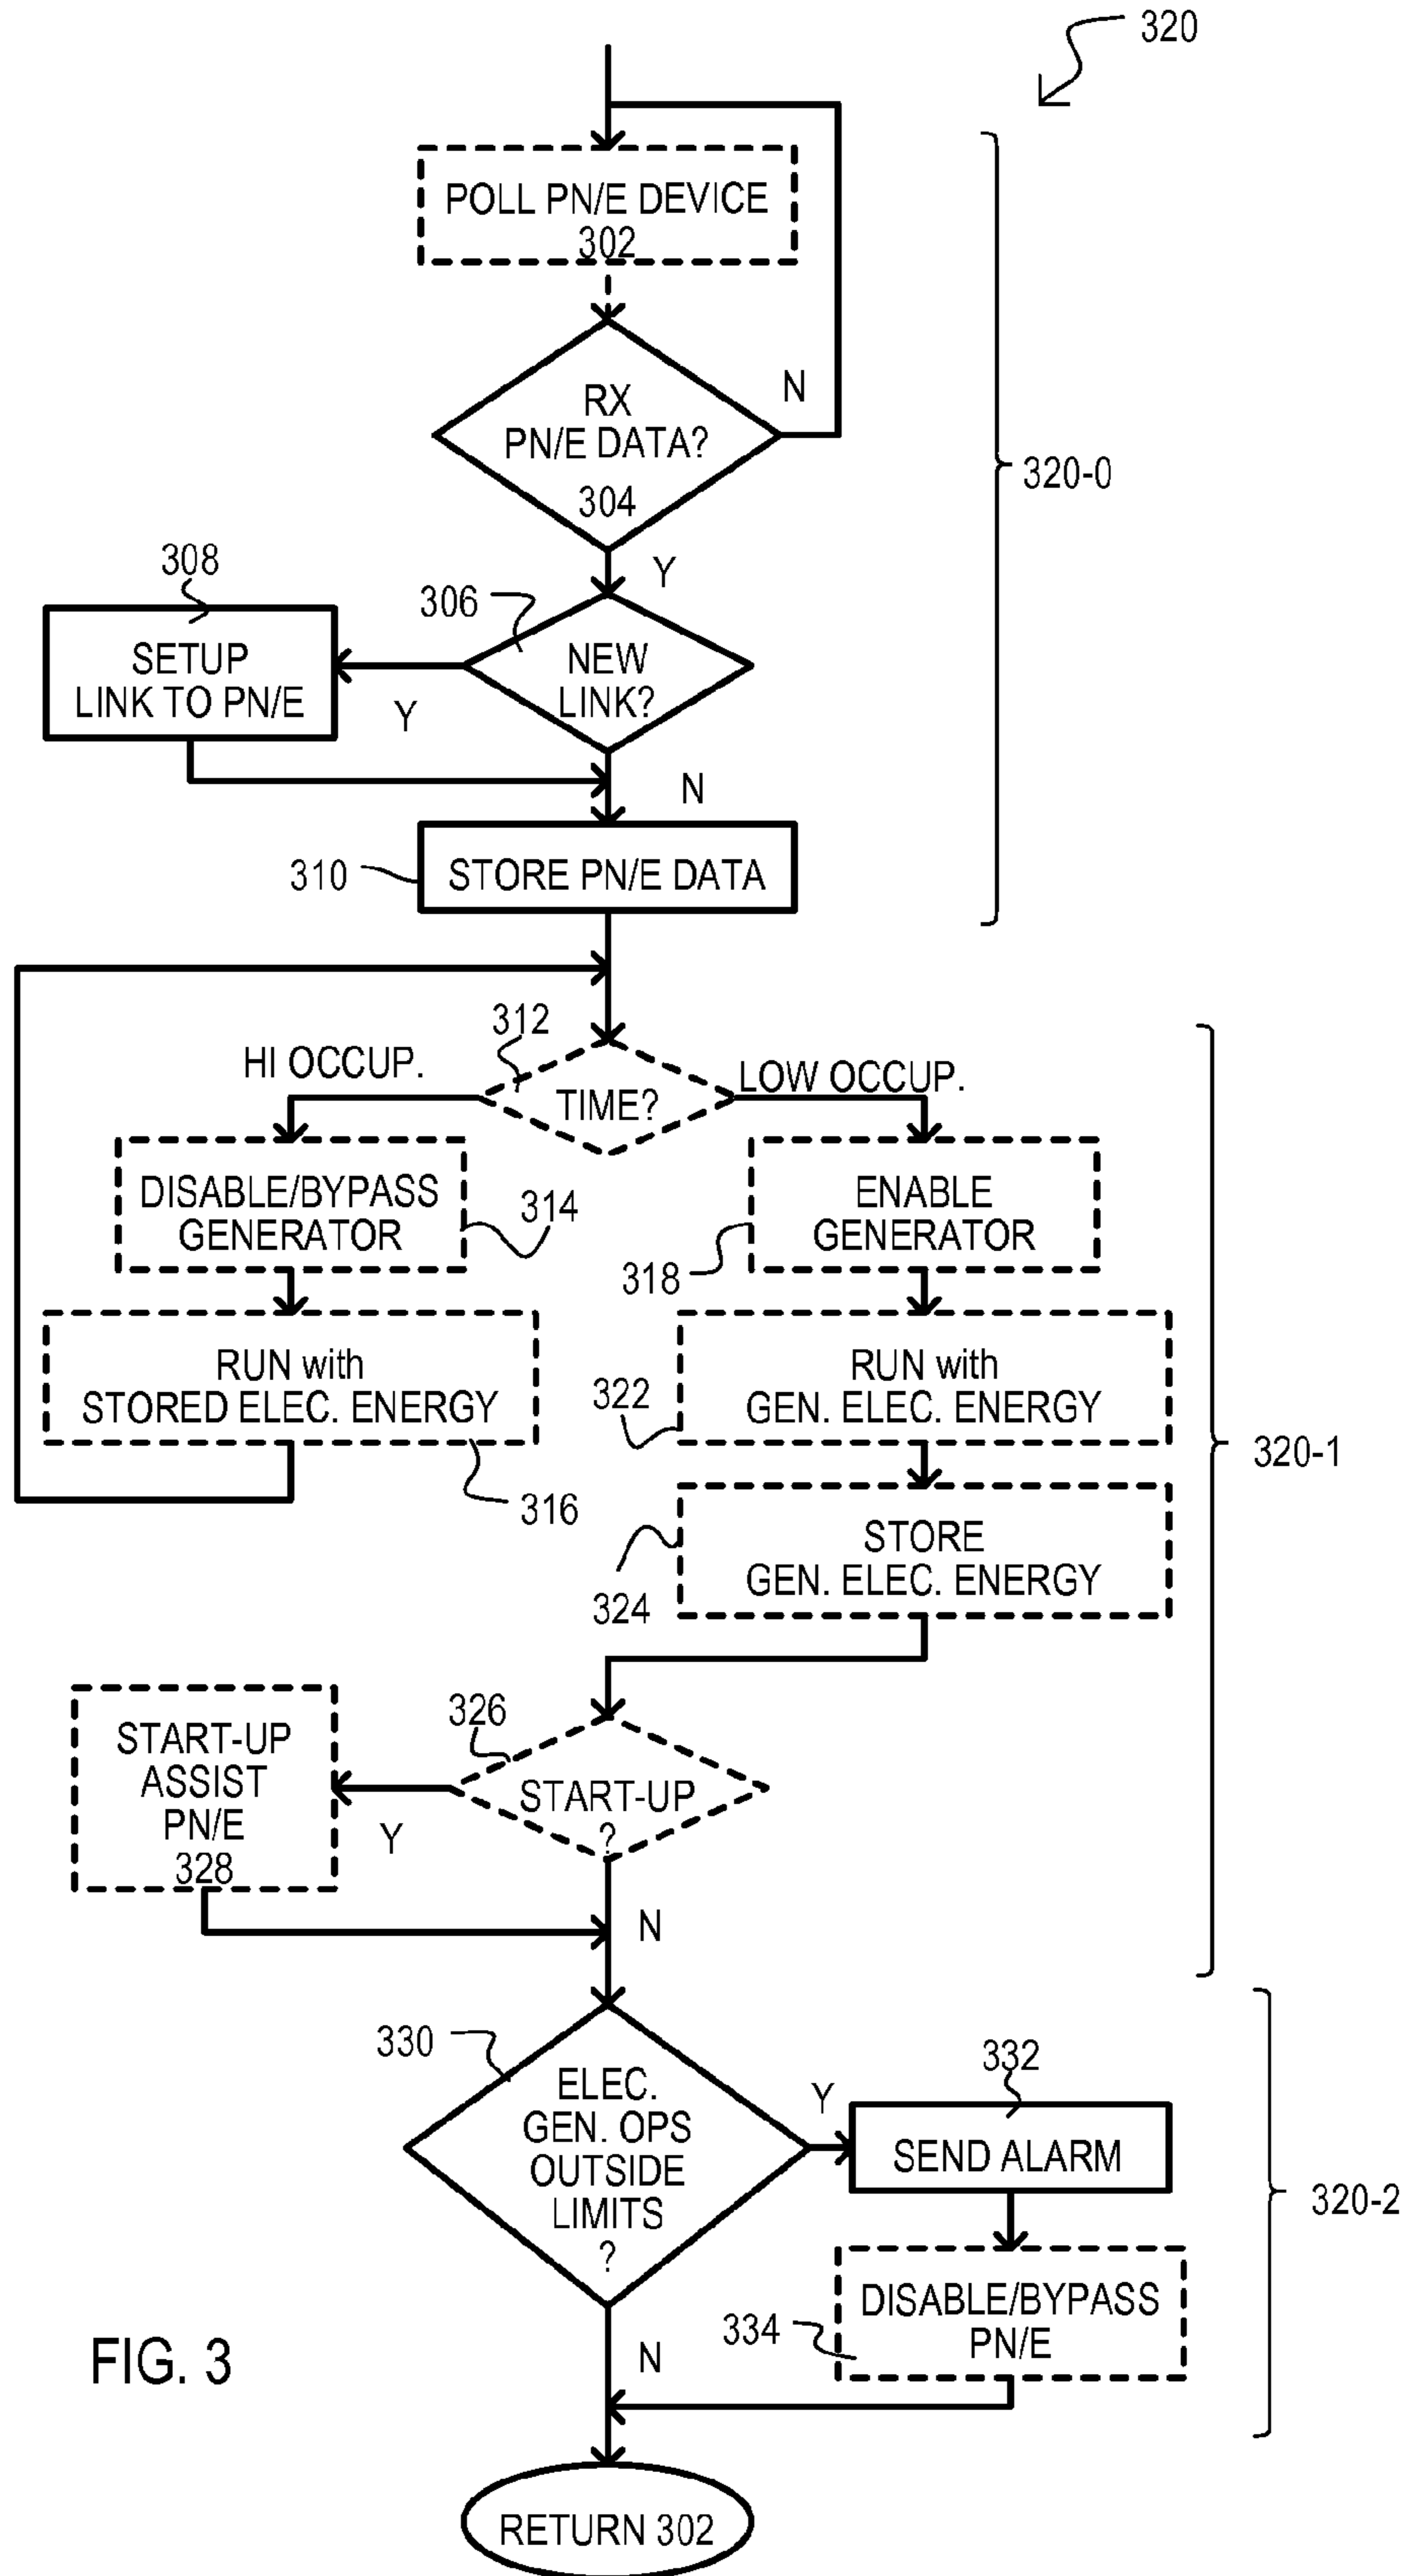 320
POLL PN/E DEVICE
302
RX
PN/E DATA?
304
N
320-0
Y
308
306
SETUP
LINK TO PN/E
NEW
LINK?
Y
N
310
STORE PN/E DATA
312
HI OCCUP.
TIME?
LOW OCCUP.
DISABLE/BYPASS
GENERATOR
314
ENABLE
GENERATOR
318
RUN with
STORED ELEC. ENERGY
316
RUN with
GEN. ELEC. ENERGY
322
320-1
STORE
GEN. ELEC. ENERGY
324
326
START-UP
ASSIST
PN/E
328
START-UP
?
Y
N
330
ELEC.
GEN. OPS
OUTSIDE
LIMITS
?
Y
332
SEND ALARM
320-2
DISABLE/BYPASS
PN/E
334
N
FIG. 3
RETURN 302